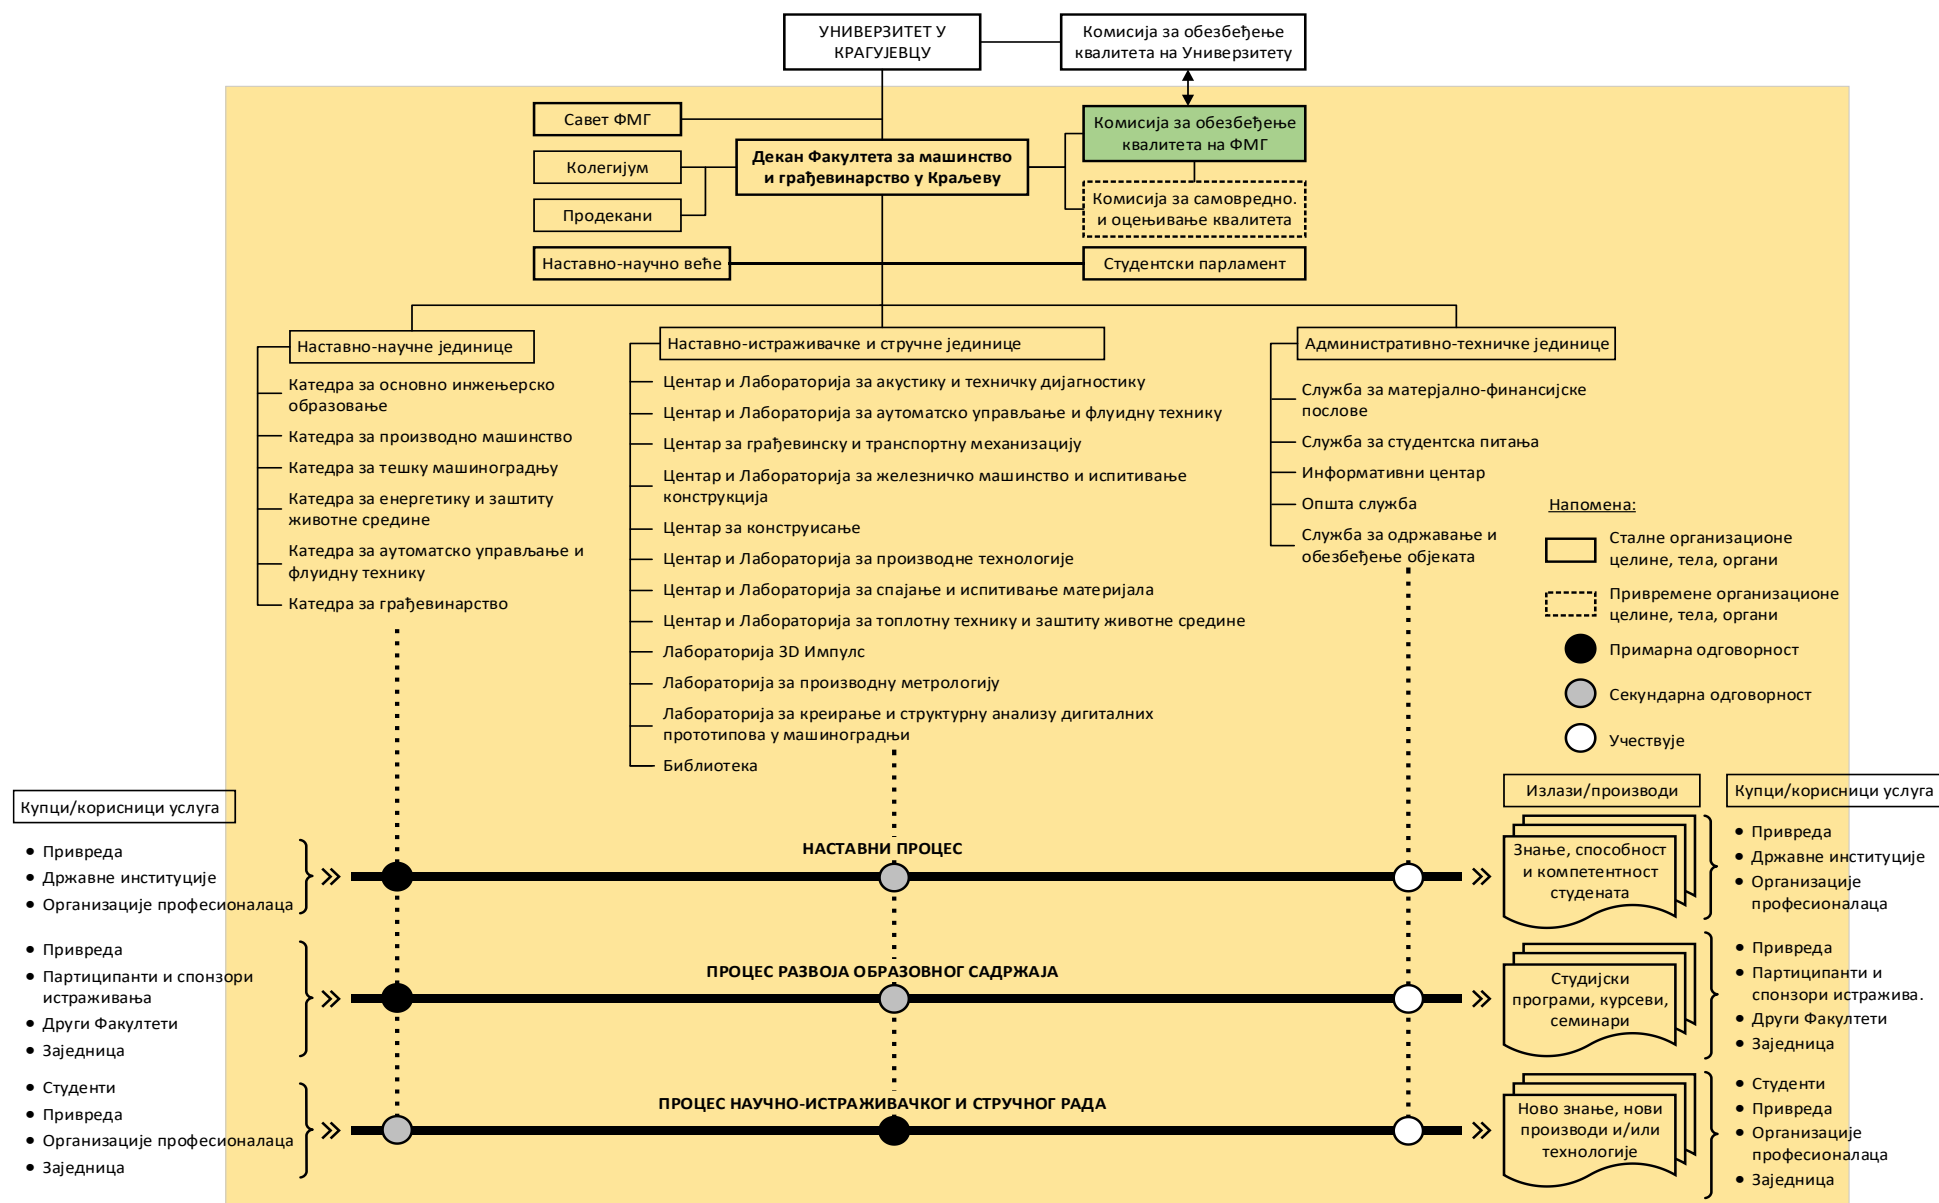 УНИВЕРЗИТЕТ У
КРАГУЈЕВЦУ
Комисија за обезбеђење
квалитета на Универзитету
Савет ФМГ
Колегијум
Продекани
Декан Факултета за машинство
и грађевинарство у Краљеву
Комисија за обезбеђење
квалитета на ФМГ
Комисија за самовредно.
и оцењивање квалитета
Наставно-научно веће
Студентски парламент
Наставно-научне јединице
Катедра за основно инжењерско
образовање
Катедра за производно машинство
Катедра за тешку машиноградњу
Катедра за енергетику и заштиту
животне средине
Катедра за аутоматско управљање и
флуидну технику
Катедра за грађевинарство
Наставно-истраживачке и стручне јединице
Центар и Лабораторија за акустику и техничку дијагностику
Центар и Лабораторија за аутоматско управљање и флуидну технику
Центар за грађевинску и транспортну механизацију
Центар и Лабораторија за железничко машинство и испитивање
конструкција
Центар за конструисање
Центар и Лабораторија за производне технологије
Центар и Лабораторија за спајање и испитивање материјала
Центар и Лабораторија за топлотну технику и заштиту животне средине
Лабораторија 3D Импулс
Лабораторија за производну метрологију
Лабораторија за креирање и структурну анализу дигиталних
прототипова у машиноградњи
Библиотека
Административно-техничке јединице
Служба за матерјално-финансијске
послове
Служба за студентска питања
Информативни центар
Општа служба
Служба за одржавање и
обезбеђење објеката
Напомена:
Сталне организационе
целине, тела, органи
Привремене организационе
целине, тела, органи
Примарна одговорност
Секундарна одговорност
Учествује
Купци/корисници услуга
Излази/производи
Купци/корисници услуга
• Привреда
• Државне институције
• Организације професионалаца
НАСТАВНИ ПРОЦЕС
Знање, способност
и компетентност
студената
• Привреда
• Државне институције
• Организације
професионалаца
• Привреда
• Партиципанти и спонзори
истраживања
• Други Факултети
• Заједница
ПРОЦЕС РАЗВОЈА ОБРАЗОВНОГ САДРЖАЈА
Студијски
програми, курсеви,
семинари
• Привреда
• Партиципанти и
спонзори истражива.
• Други Факултети
• Заједница
• Студенти
• Привреда
• Организације професионалаца
• Заједница
ПРОЦЕС НАУЧНО-ИСТРАЖИВАЧКОГ И СТРУЧНОГ РАДА
Ново знање, нови
производи и/или
технологије
• Студенти
• Привреда
• Организације
професионалаца
• Заједница